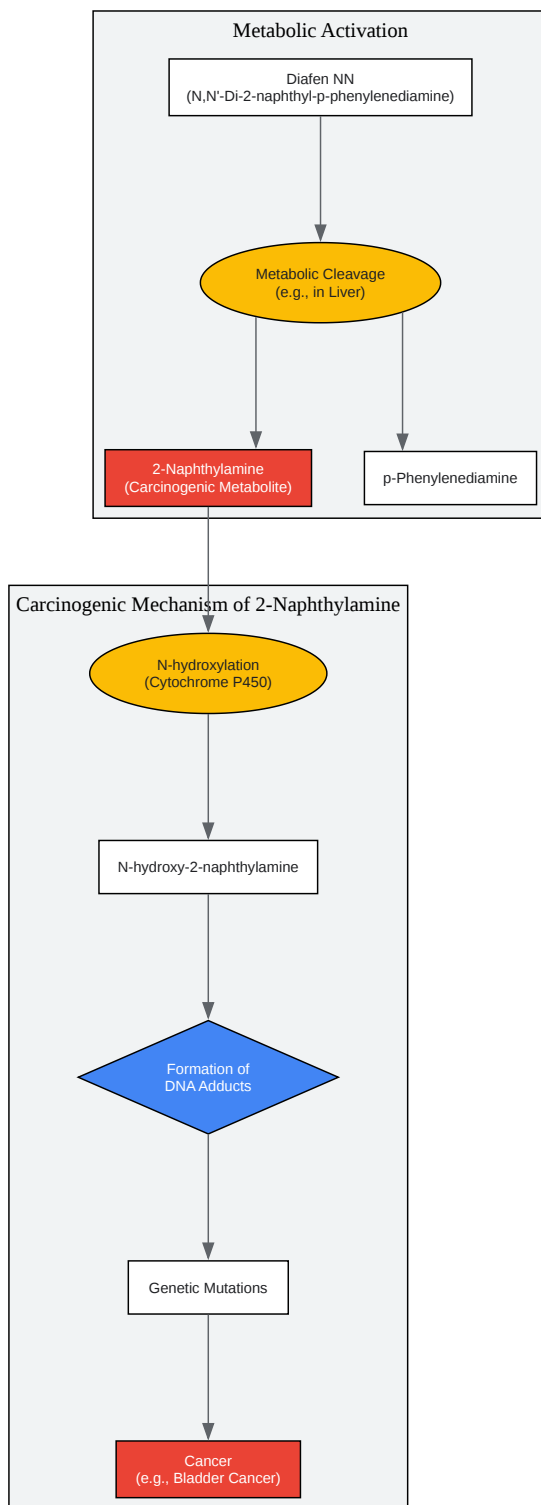 Metabolic Activation
Diafen NN
(N,N'-Di-2-naphthyl-p-phenylenediamine)
Metabolic Cleavage
(e.g., in Liver)
2-Naphthylamine
(Carcinogenic Metabolite)
p-Phenylenediamine
Carcinogenic Mechanism of 2-Naphthylamine
N-hydroxylation
(Cytochrome P450)
N-hydroxy-2-naphthylamine
Formation of
DNA Adducts
Genetic Mutations
Cancer
(e.g., Bladder Cancer)